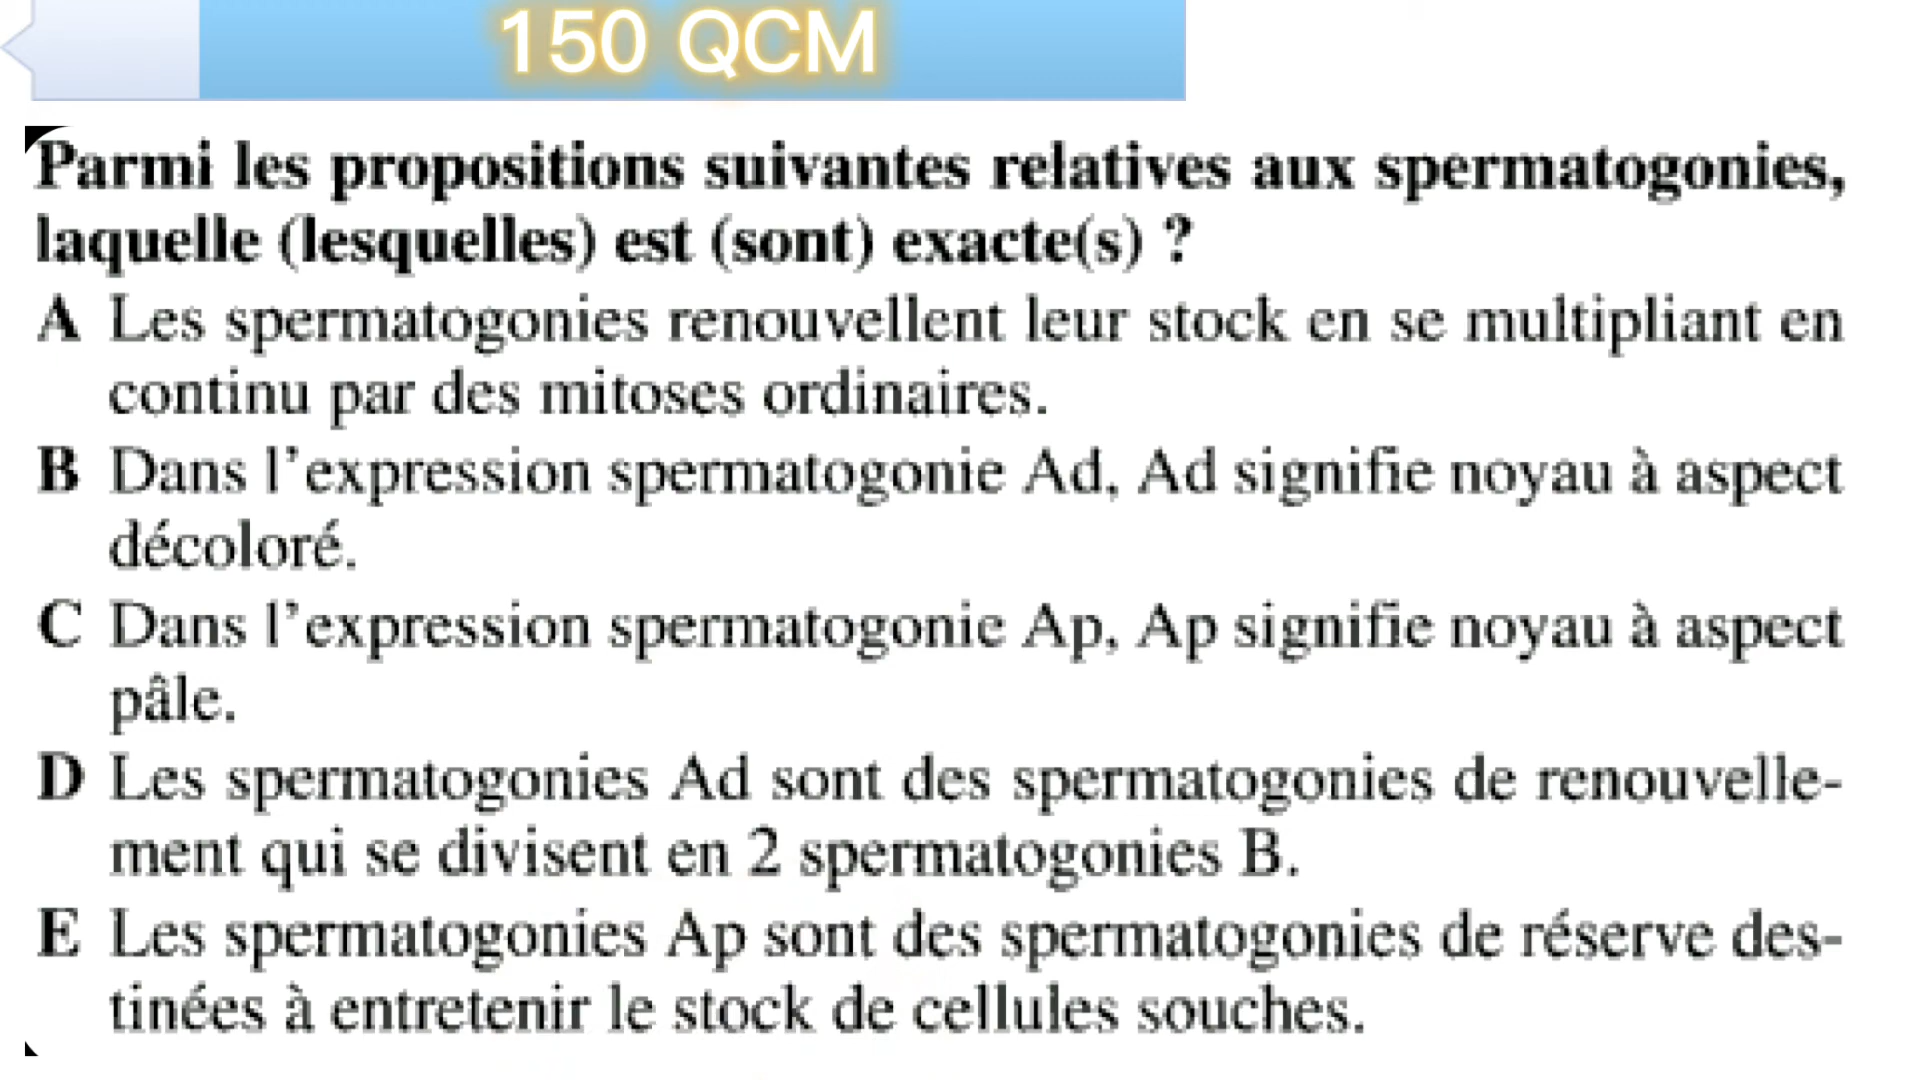 150 QCM
Parmi les propositions suivantes relatives aux spermatogonies,
laquelle (lesquelles) est (sont) exacte(s) ?
A Les spermatogonies renouvellent leur stock en se multipliant en
continu par des mitoses ordinaires.
B Dans l'expression spermatogonie Ad, Ad signifie noyau à aspect
décoloré.
C Dans l'expression spermatogonie Ap, Ap signifie noyau à aspect
pâle.
D Les spermatogonies Ad sont des spermatogonies de renouvelle-
ment qui se divisent en 2 spermatogonies B.
E Les spermatogonies Ap sont des spermatogonies de réserve des-
tinées à entretenir le stock de cellules souches.